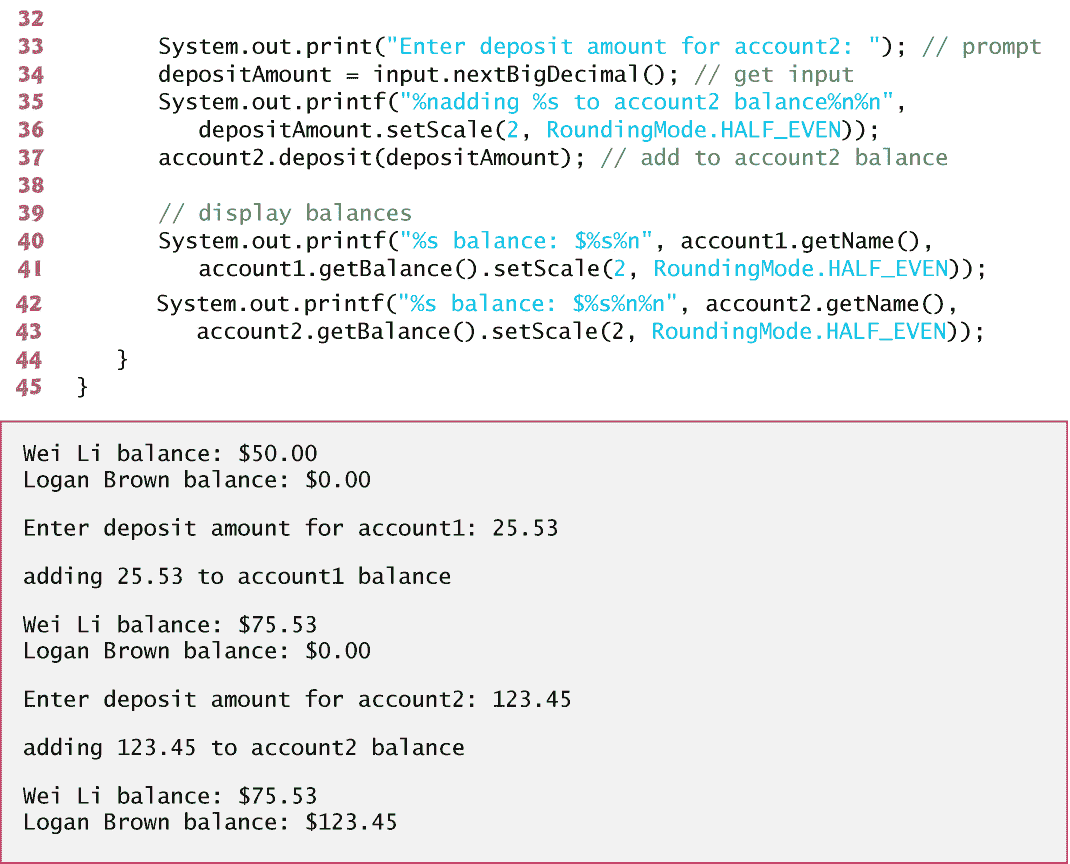 32
33 System.out.print("Enter deposit amount for account2: "); // prompt
34 depositAmount = input.nextBigDecimal(); // get input
35 System.out.printf("%nadding %s to account2 balance%n%n",
36 depositAmount.setScale(2, RoundingMode.HALF_EVEN));
37 account2.deposit(depositAmount); // add to account2 balance
38
39 // display balances
40 System.out.printf("%s balance: $%s%n", account1.getName(),
41 account1.getBalance().setScale(2, RoundingMode.HALF_EVEN));
42 System.out.printf("%s balance: $%s%n%n", account2.getName(),
43 account2.getBalance().setScale(2, RoundingMode.HALF_EVEN));
44 }
45 }
Wei Li balance: $50.00
Logan Brown balance: $0.00
Enter deposit amount for account1: 25.53
adding 25.53 to account1 balance
Wei Li balance: $75.53
Logan Brown balance: $0.00
Enter deposit amount for account2: 123.45
adding 123.45 to account2 balance
Wei Li balance: $75.53
Logan Brown balance: $123.45